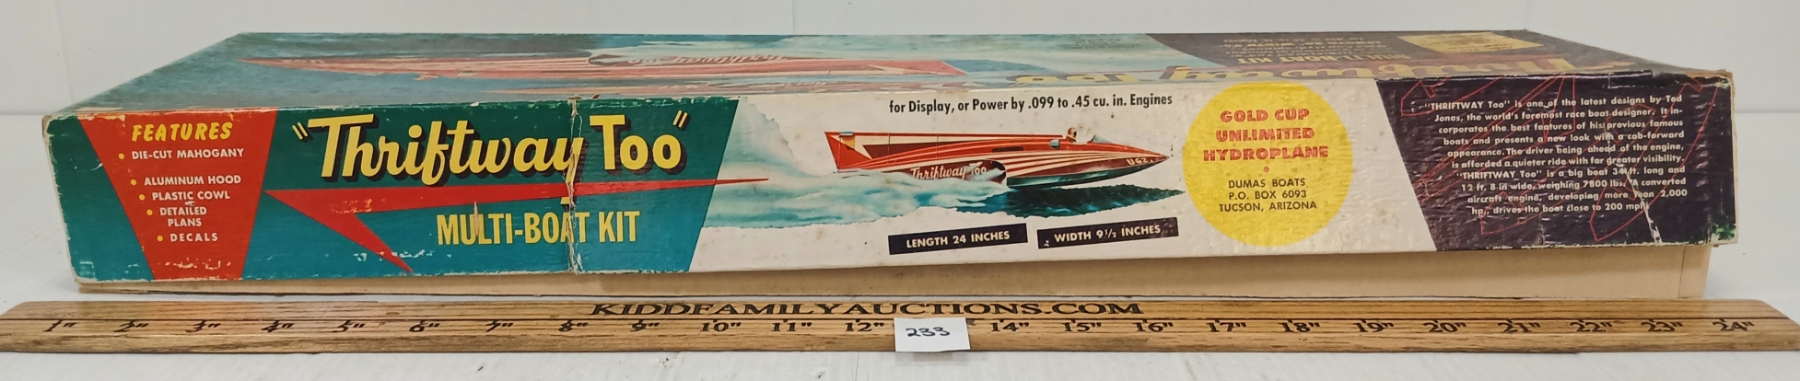 FEATURES
• DIE-CUT MAHOGANY
• ALUMINUM HOOD
• PLASTIC COWL
• DETAILED
PLANS
• DECALS
"Thriftway Too"
MULTI-BOAT KIT
for Display, or Power by .099 to .45 cu. in. Engines
Thriftway Too
U62
LENGTH 24 INCHES
WIDTH 9½ INCHES
GOLD CUP
UNLIMITED
HYDROPLANE
•
DUMAS BOATS
P.O. BOX 6093
TUCSON, ARIZONA
"THRIFTWAY Too" is one of the latest designs by Ted
Jones, the world's foremost race boat designer. It in-
corporates the best features of his previous famous
boats and presents a new look with a cab-forward
appearance. The driver being ahead of the engine,
is afforded a quieter ride with far greater visibility.
"THRIFTWAY Too" is a big boat 34 ft. long and
12 ft. 8 in wide, weighing 7800 lbs. A converted
aircraft engine, developing more than 2,000
hp., drives the boat close to 200 mph.
KIDDFAMILYAUCTIONS.COM
1" 2" 3" 4" 5" 6" 7" 8" 9" 10" 11" 12" 14" 15" 16" 17" 18" 19" 20" 21" 22" 23" 24"
233